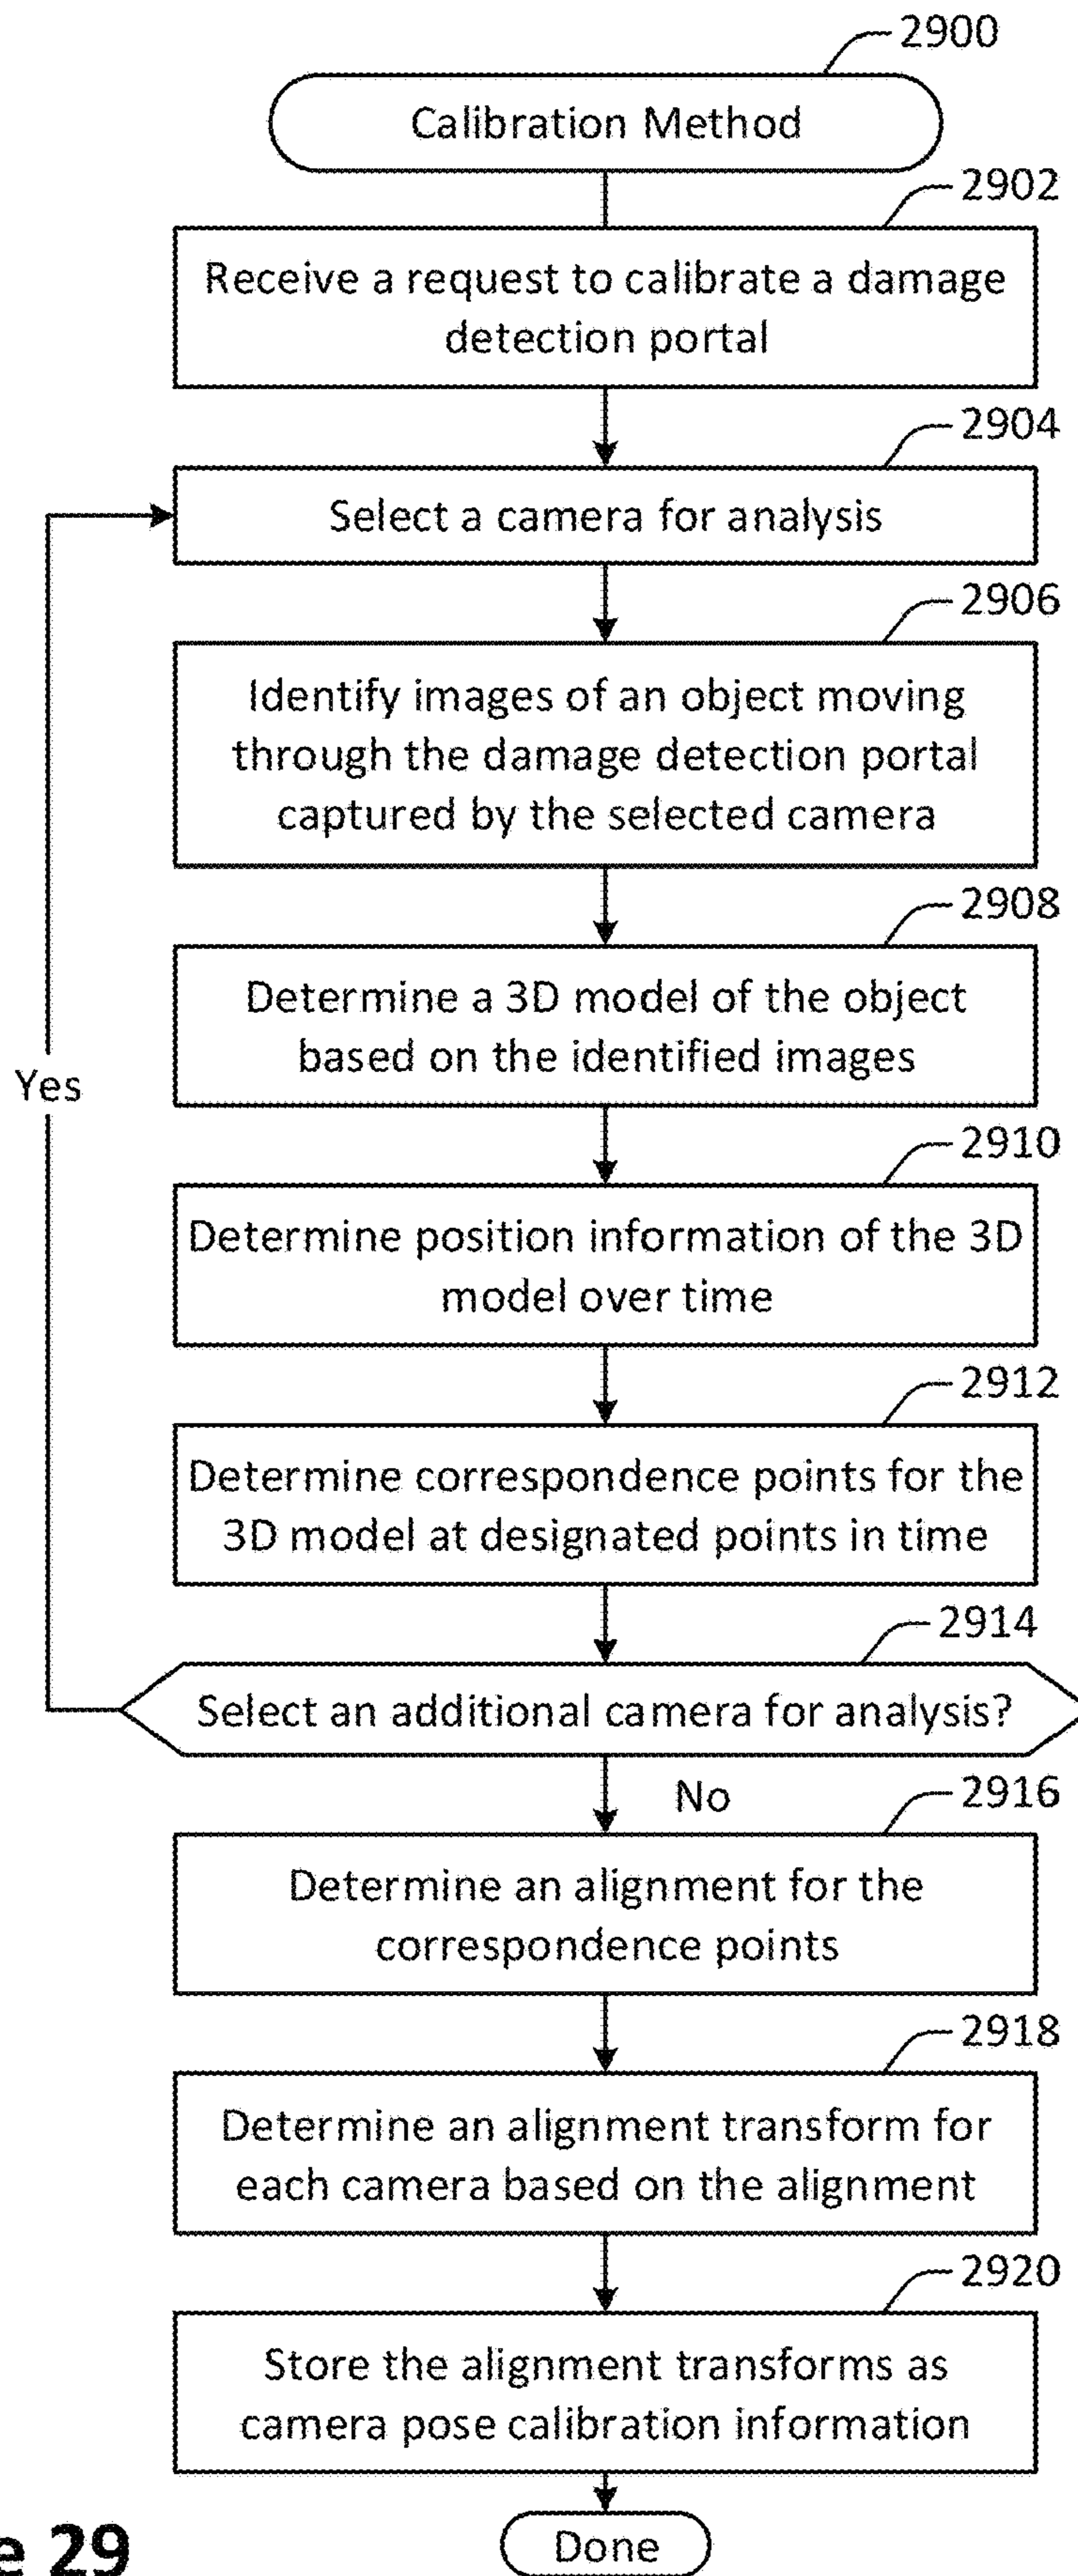 2900
Calibration Method
2902
Receive a request to calibrate a damage
detection portal
2904
Select a camera for analysis
2906
Identify images of an object moving
through the damage detection portal
captured by the selected camera
2908
Determine a 3D model of the object
based on the identified images
Yes
2910
Determine position information of the 3D
model over time
2912
Determine correspondence points for the
3D model at designated points in time
2914
Select an additional camera for analysis?
No
2916
Determine an alignment for the
correspondence points
2918
Determine an alignment transform for
each camera based on the alignment
2920
Store the alignment transforms as
camera pose calibration information
Done
e 29